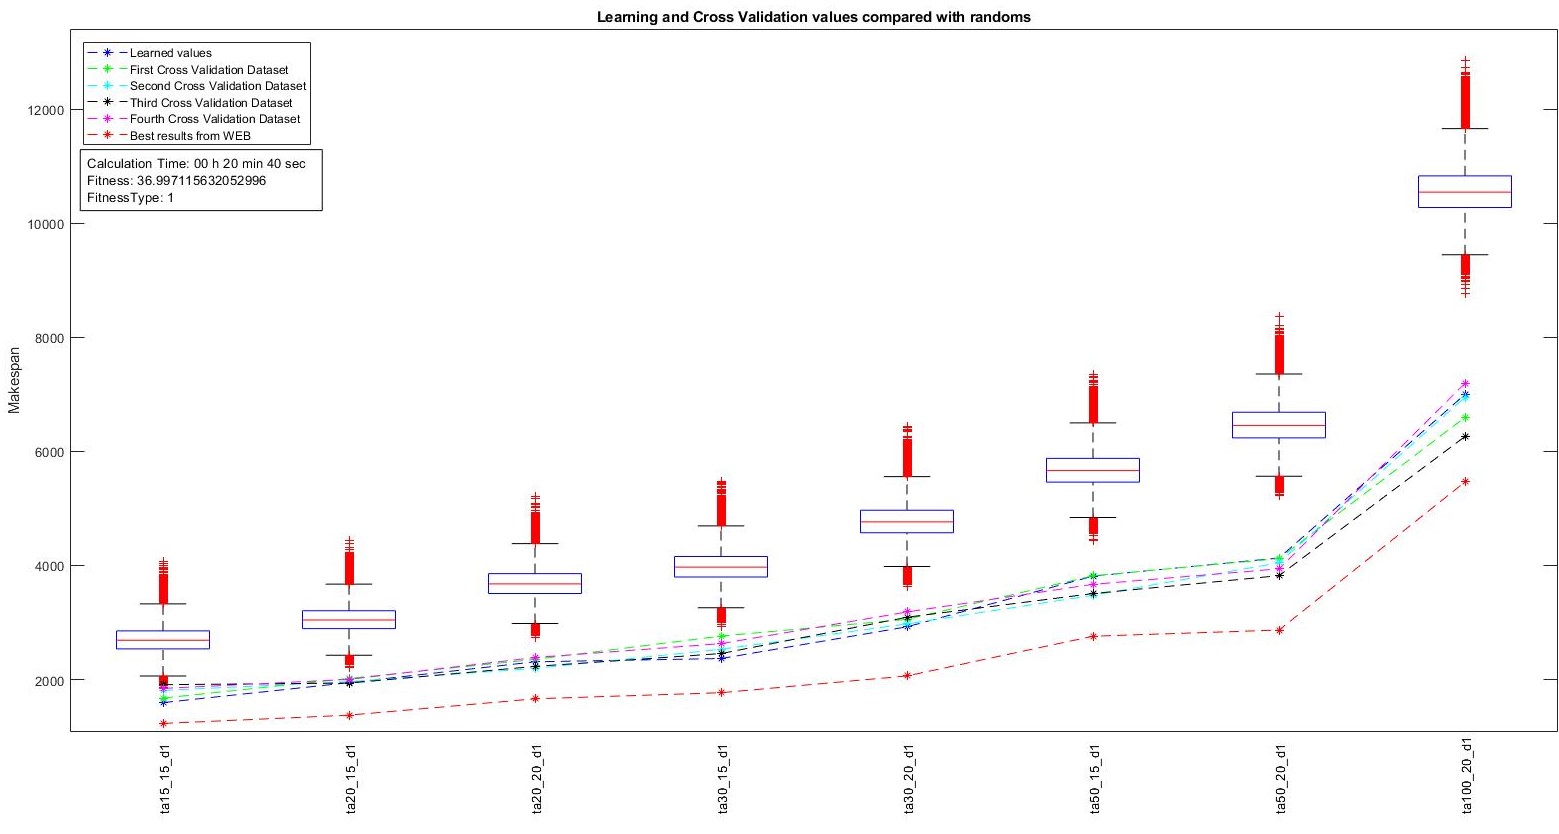 Learning and Cross Validation values compared with randoms
Learned values
First Cross Validation Dataset
Second Cross Validation Dataset
Third Cross Validation Dataset
Fourth Cross Validation Dataset
Best results from WEB
Calculation Time: 00 h 20 min 40 sec
Fitness: 36.997115632052996
FitnessType: 1
Makespan
12000
10000
8000
6000
4000
2000
ta15_15_d1
ta20_15_d1
ta20_20_d1
ta30_15_d1
ta30_20_d1
ta50_15_d1
ta50_20_d1
ta100_20_d1